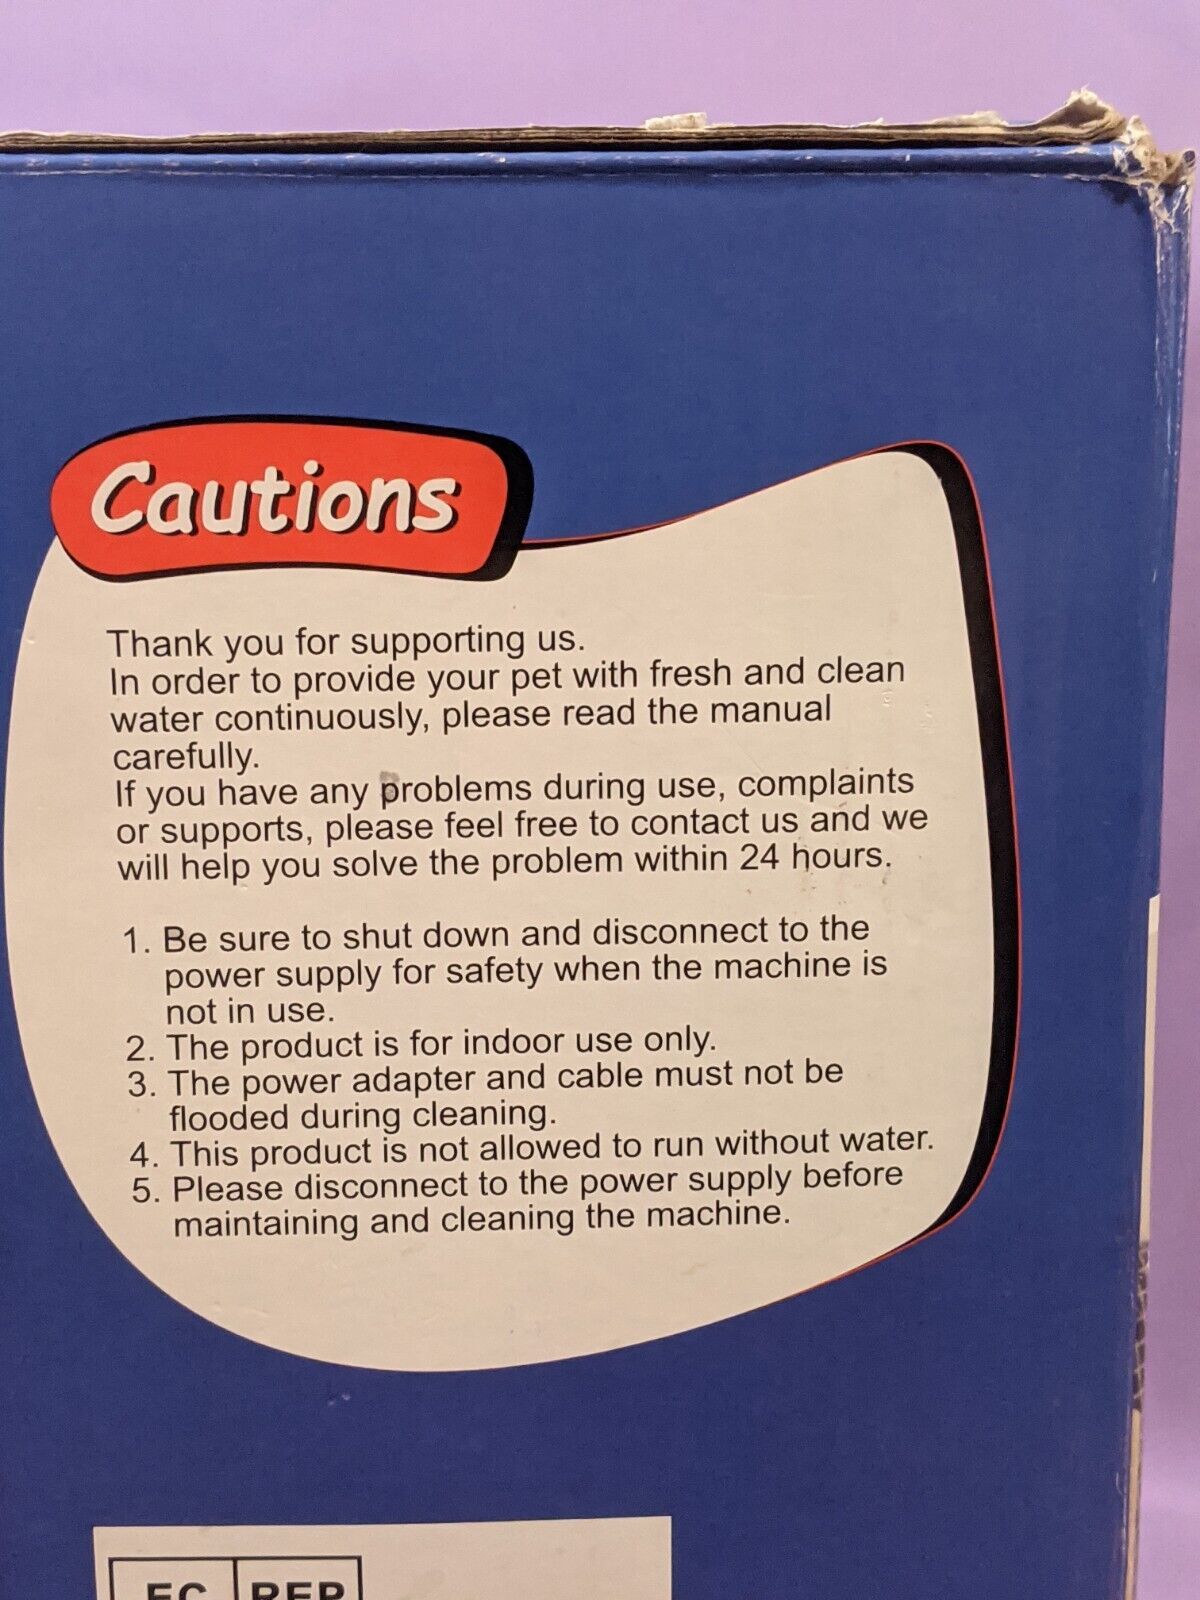 Cautions
Thank you for supporting us.
In order to provide your pet with fresh and clean
water continuously, please read the manual
carefully.
If you have any problems during use, complaints
or supports, please feel free to contact us and we
will help you solve the problem within 24 hours.
1. Be sure to shut down and disconnect to the
power supply for safety when the machine is
not in use.
2. The product is for indoor use only.
3. The power adapter and cable must not be
flooded during cleaning.
4. This product is not allowed to run without water.
5. Please disconnect to the power supply before
maintaining and cleaning the machine.
EC REP